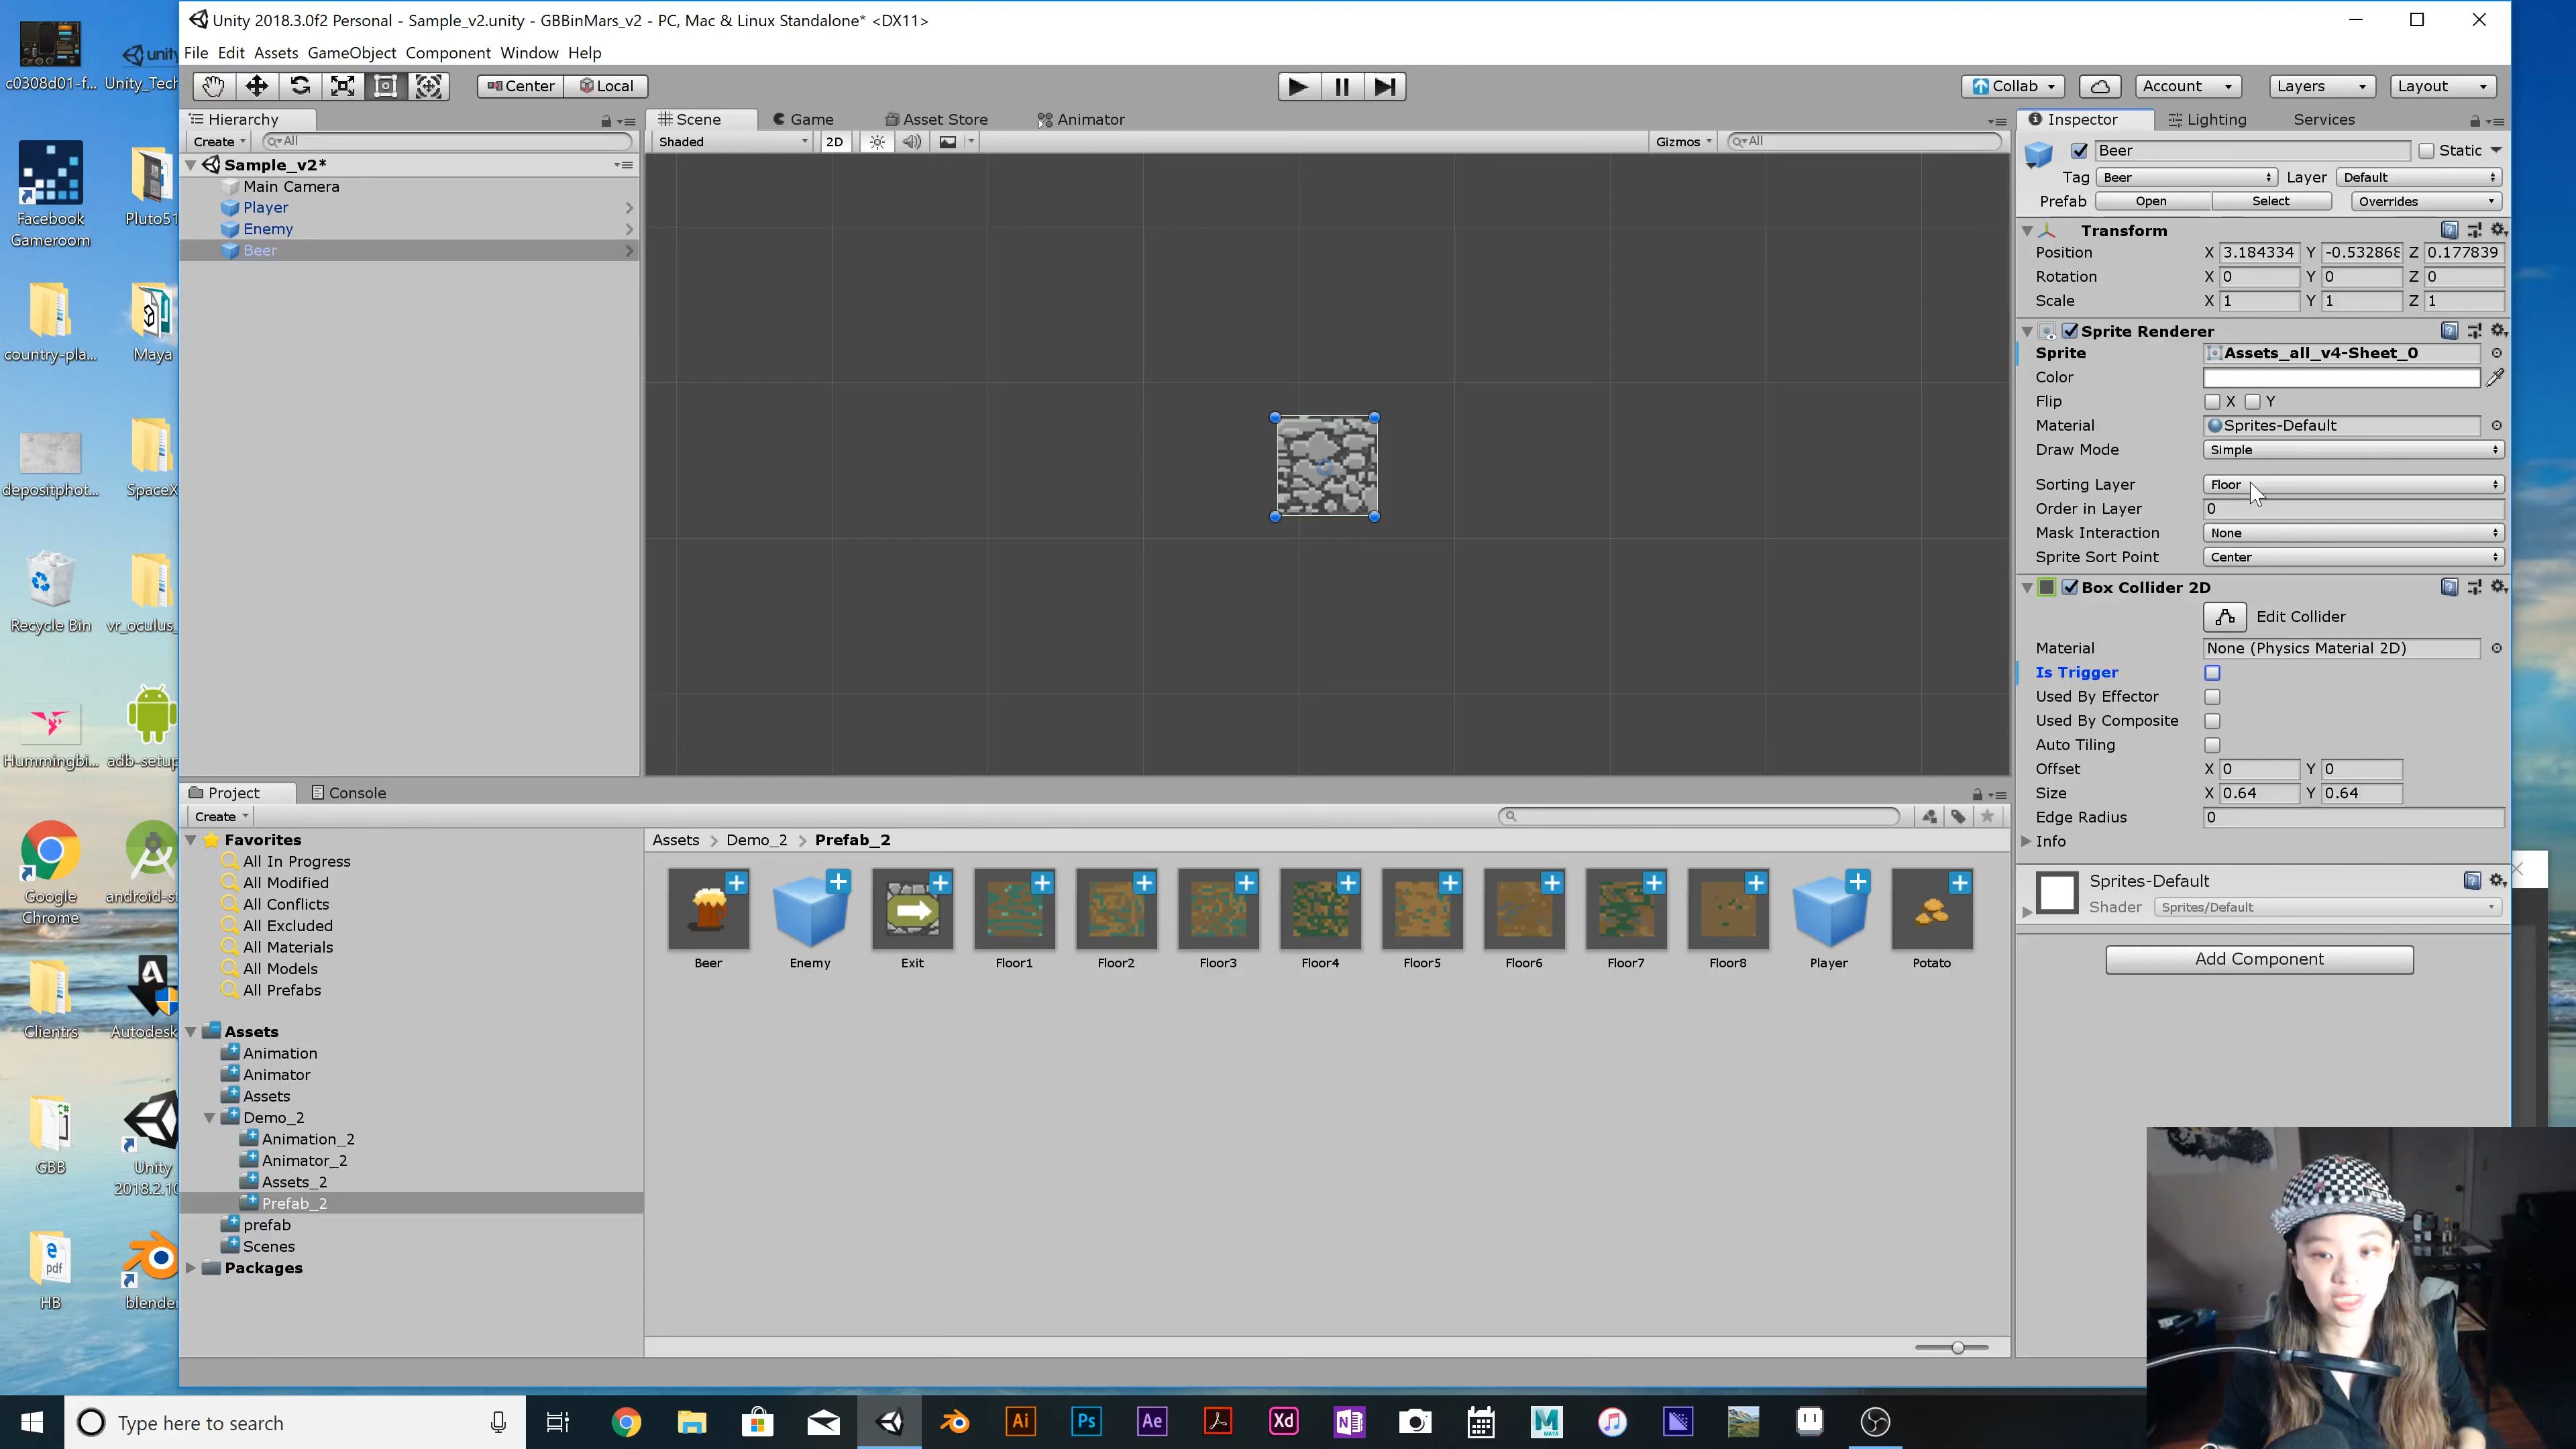 Unity 2018.3.0f2 Personal - Sample_v2.unity - GBBinMars_v2 - PC, Mac & Linux Standalone* <DX11>
File Edit Assets GameObject Component Window Help
Center Local
Collab Account Layers Layout
Hierarchy
Create All
Sample_v2*
Main Camera
Player
Enemy
Beer
Scene Game Asset Store Animator
Shaded 2D Gizmos All
Inspector Lighting Services
Beer Static
Tag Beer Layer Default
Prefab Open Select Overrides
Transform
Position X 3.184334 Y -0.532868 Z 0.177839
Rotation X 0 Y 0 Z 0
Scale X 1 Y 1 Z 1
Sprite Renderer
Sprite Assets_all_v4-Sheet_0
Color
Flip X Y
Material Sprites-Default
Draw Mode Simple
Sorting Layer Floor
Order in Layer 0
Mask Interaction None
Sprite Sort Point Center
Box Collider 2D
Edit Collider
Material None (Physics Material 2D)
Is Trigger
Used By Effector
Used By Composite
Auto Tiling
Offset X 0 Y 0
Size X 0.64 Y 0.64
Edge Radius 0
Info
Sprites-Default
Shader Sprites/Default
Add Component
Project Console
Create
Favorites
All In Progress
All Modified
All Conflicts
All Excluded
All Materials
All Models
All Prefabs
Assets
Animation
Animator
Assets
Demo_2
Animation_2
Animator_2
Assets_2
Prefab_2
prefab
Scenes
Packages
Assets > Demo_2 > Prefab_2
Beer Enemy Exit Floor1 Floor2 Floor3 Floor4 Floor5 Floor6 Floor7 Floor8 Player Potato
c0308d01-f... Unity_Tech
Facebook
Gameroom
Pluto51
country-pla... Maya
depositphot... SpaceX
Recycle Bin vr_oculus_
Hummingbi... adb-setup
Google
Chrome
android-s
Clientrs Autodesk
GBB
Unity
2018.2.10
pdf
HB blende
Type here to search
Ai Ps Ae Xd N
MAYA